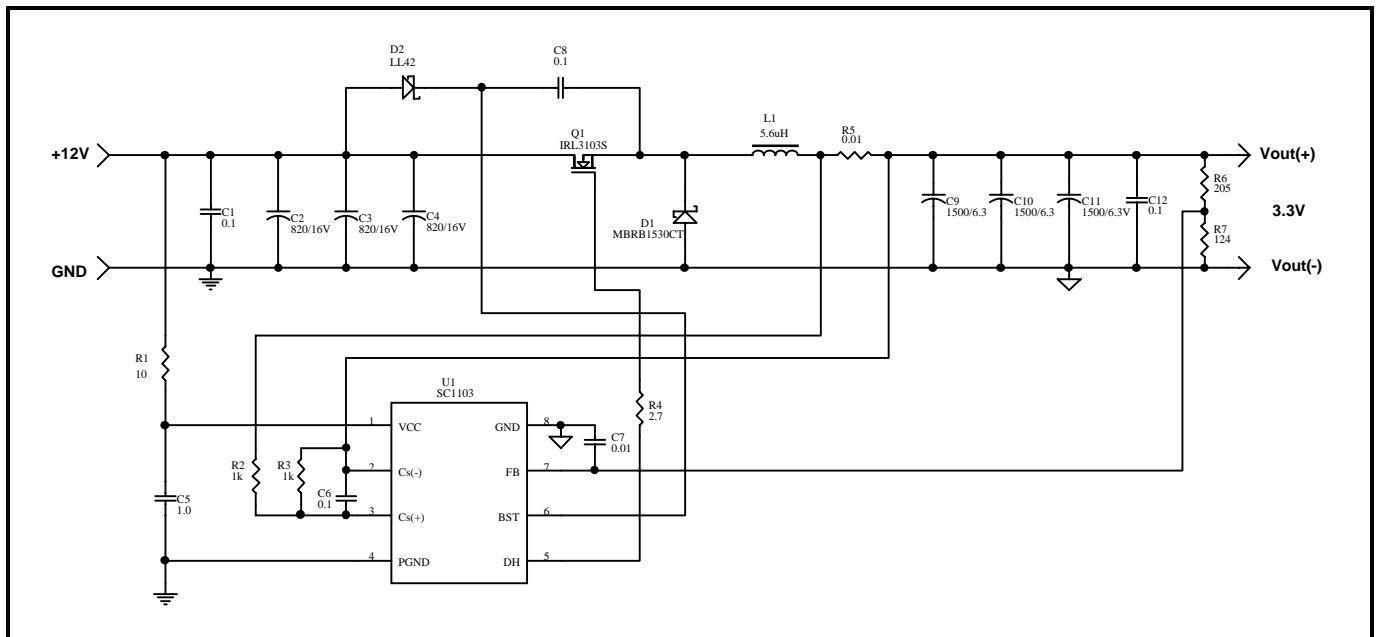 D2
LL42
C8
0.1
Q1
IRL3103S
L1
5.6uH
R5
0.01
+12V
Vout(+)
C1
0.1
C2
820/16V
C3
820/16V
C4
820/16V
D1
MBRB1530CT
C9
1500/6.3
C10
1500/6.3
C11
1500/6.3V
C12
0.1
R6
205
3.3V
R7
124
GND
Vout(-)
R1
10
U1
SC1103
R4
2.7
1
VCC
GND
8
C7
0.01
R2
1k
R3
1k
2
Cs(-)
FB
7
C6
0.1
C5
1.0
3
Cs(+)
BST
6
4
PGND
DH
5